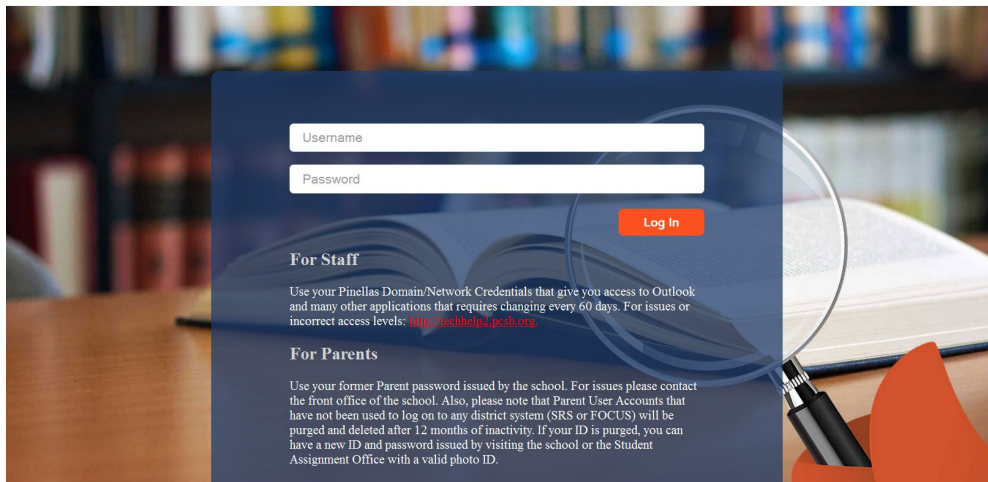 Username
Password
Log In
For Staff
Use your Pinellas Domain/Network Credentials that give you access to Outlook
and many other applications that requires changing every 60 days. For issues or
incorrect access levels: http://techhelp2.pcsb.org.
For Parents
Use your former Parent password issued by the school. For issues please contact
the front office of the school. Also, please note that Parent User Accounts that
have not been used to log on to any district system (SRS or FOCUS) will be
purged and deleted after 12 months of inactivity. If your ID is purged, you can
have a new ID and password issued by visiting the school or the Student
Assignment Office with a valid photo ID.